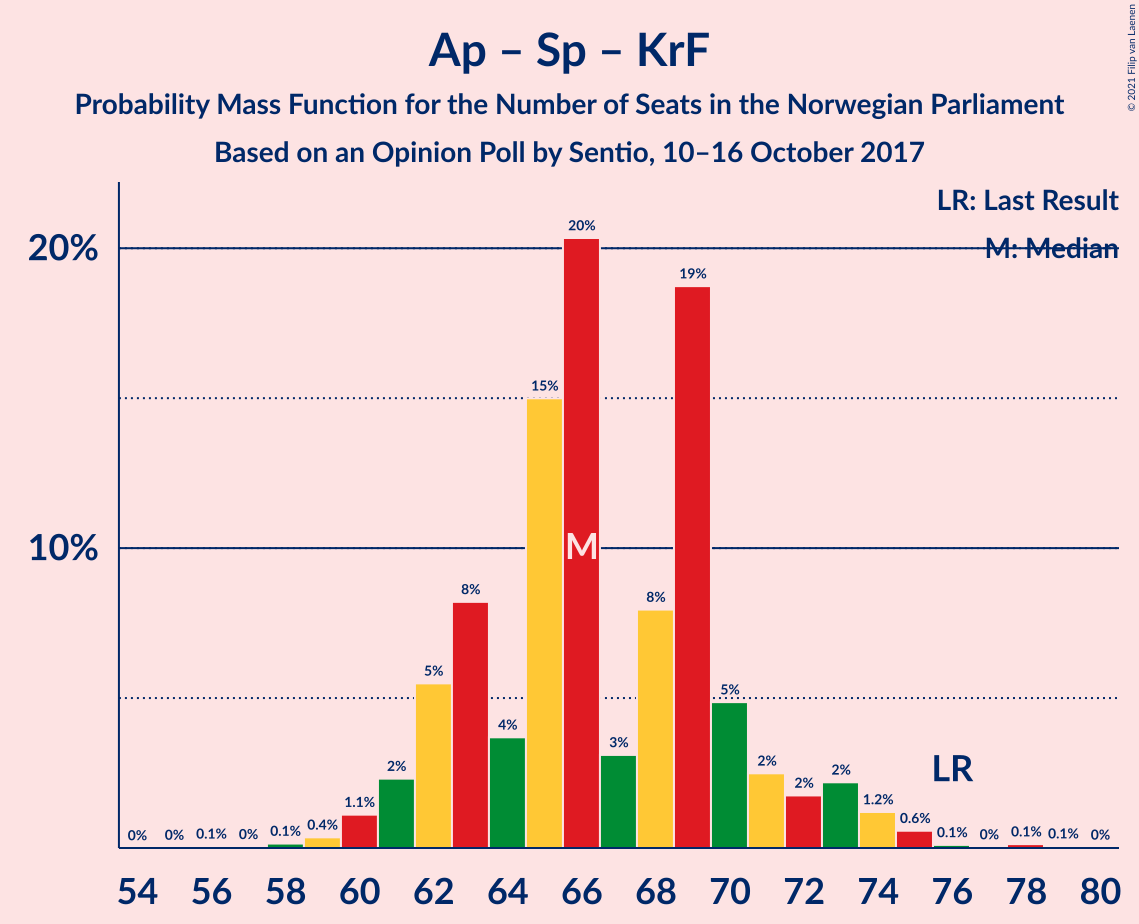 Ap – Sp – KrF
Probability Mass Function for the Number of Seats in the Norwegian Parliament
Based on an Opinion Poll by Sentio, 10–16 October 2017
© 2021 Filip van Laenen
LR: Last Result
M: Median
20%
10%
0% 0% 0.1% 0% 0.1% 0.4% 1.1% 2% 5% 8% 4% 15% 20% 3% 8% 19% 5% 2% 2% 2% 1.2% 0.6% 0.1% 0% 0.1% 0.1% 0%
M
LR
54 56 58 60 62 64 66 68 70 72 74 76 78 80